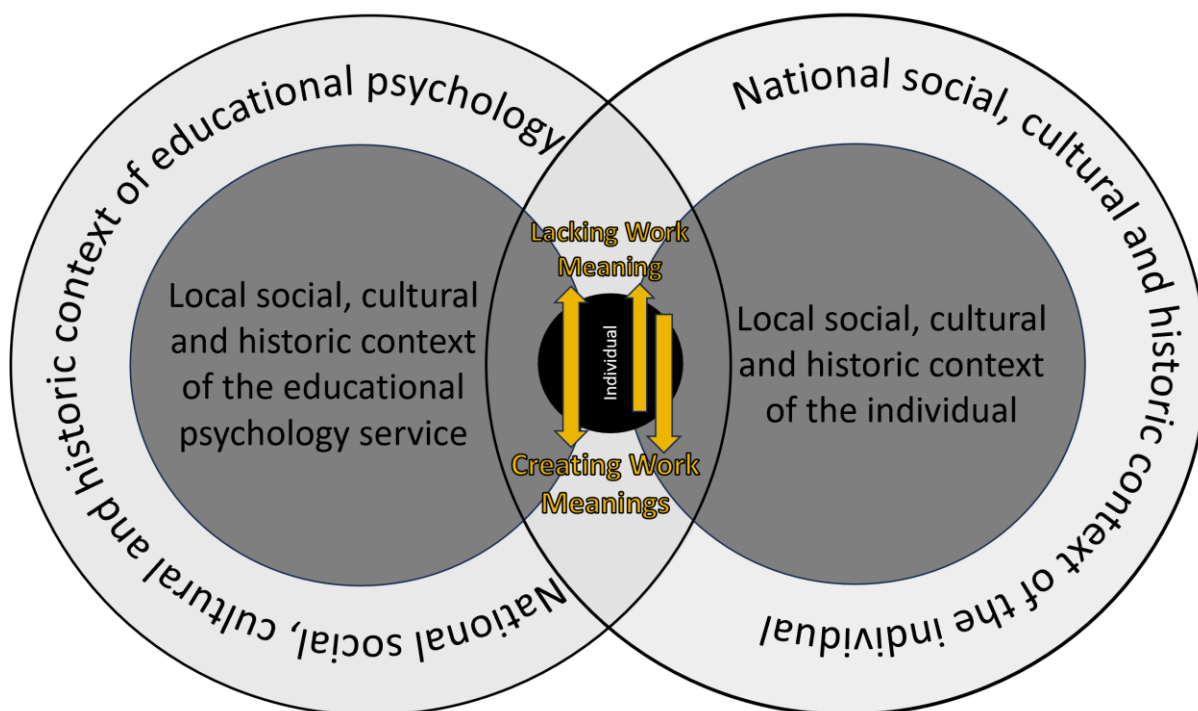 National social, cultural and historic context of educational psychology
National social, cultural and historic context of the individual
Local social, cultural
and historic context
of the educational
psychology service
Lacking Work
Meaning
Individual
Creating Work
Meanings
Local social, cultural
and historic context
of the individual